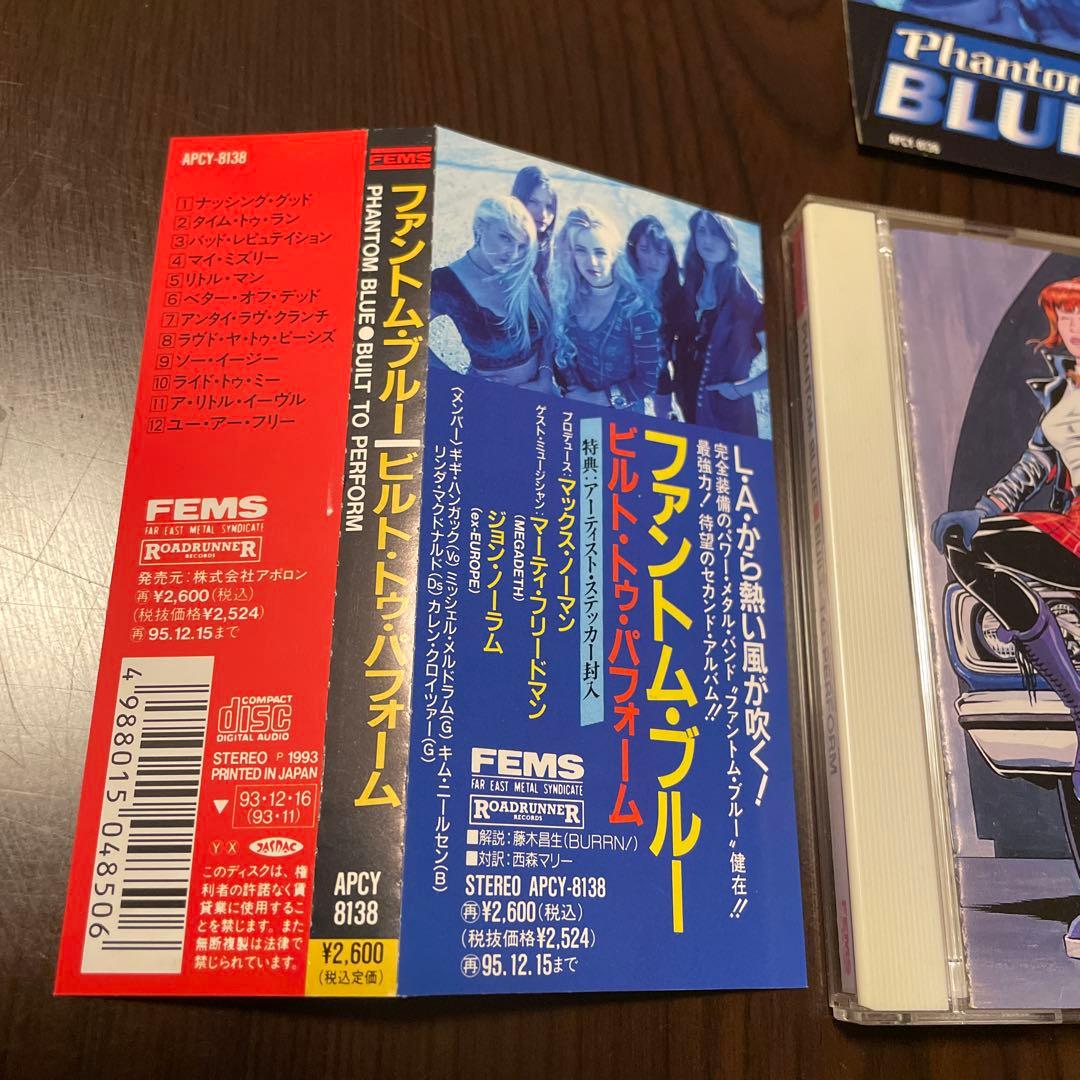 APCY-8138
1 ナッシング・グッド
2 タイム・トゥ・ラン
3 バッド・レピュテイション
4 マイ・ミズリー
5 リトル・マン
6 ベター・オフ・デッド
7 アンタイ・ラヴ・クランチ
8 ラヴド・ヤ・トゥ・ピーシズ
9 ソー・イージー
10 ライド・トゥ・ミー
11 ア・リトル・イーヴル
12 ユー・アー・フリー
FEMS
FAR EAST METAL SYNDICATE
ROADRUNNER
RECORDS
発売元:株式会社アポロン
再¥2,600(税込)
(税抜価格¥2,524)
再95.12.15まで
4 988015 048506
COMPACT
disc
DIGITAL AUDIO
STEREO P 1993
PRINTED IN JAPAN
▼ 93・12・16
(93・11)
Y X JASRAC
このディスクは、権
利者の許諾なく賃
貸業に使用するこ
とを禁じます。また
無断複製は法律で
禁じられています。
FEMS
ファントム・ブルー|ビルト・トゥ・パフォーム
PHANTOM BLUE●BUILT TO PERFORM
APCY
8138
¥2,600
(税込定価)
L・A・から熱い風が吹く!
完全装備のパワー・メタル・バンド“ファントム・ブルー”健在!!
最強力! 待望のセカンド・アルバム!!
ファントム・ブルー
ビルト・トゥ・パフォーム
特典:アーティスト・ステッカー封入
プロデュース:マックス・ノーマン
ゲスト・ミュージシャン:マーティ・フリードマン
(MEGADETH)
ジョン・ノーラム
(ex-EUROPE)
〈メンバー〉ギギ・ハンガック(V) ミッシェル・メルドラム(G) キム・ニールセン(B)
リンダ・マクドナルド(Ds) カレン・クロイツァー(G)
FEMS
FAR EAST METAL SYNDICATE
ROADRUNNER
RECORDS
■解説:藤木昌生(BURRN!)
■対訳:西森マリー
STEREO APCY-8138
再¥2,600(税込)
(税抜価格¥2,524)
再95.12.15まで
Phantom
BLUE
APCY-8138
PHANTOM BLUE ● BUILT TO PERFORM
FEMS